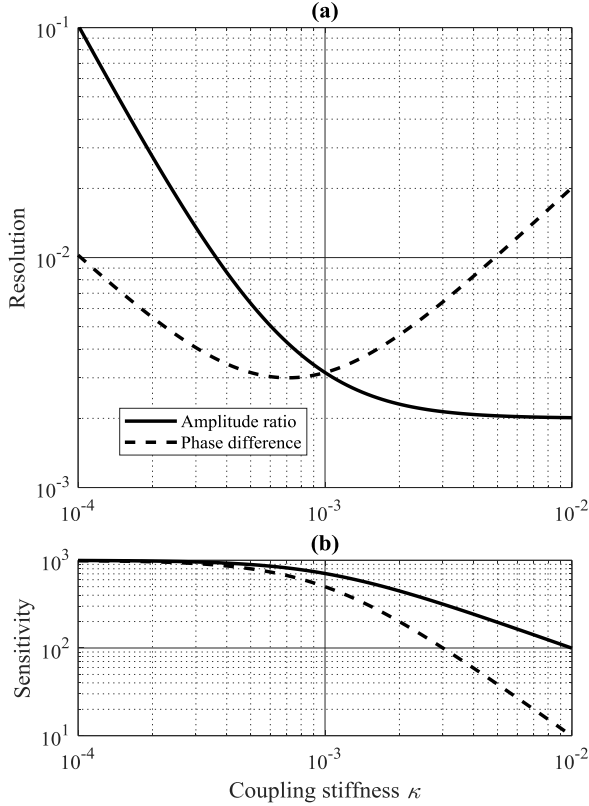 (a)
10^-1
10^-2
10^-3
Resolution
Amplitude ratio
Phase difference
10^-4
10^-3
10^-2
(b)
10^3
10^2
10^1
Sensitivity
10^-4
10^-3
10^-2
Coupling stiffness κ